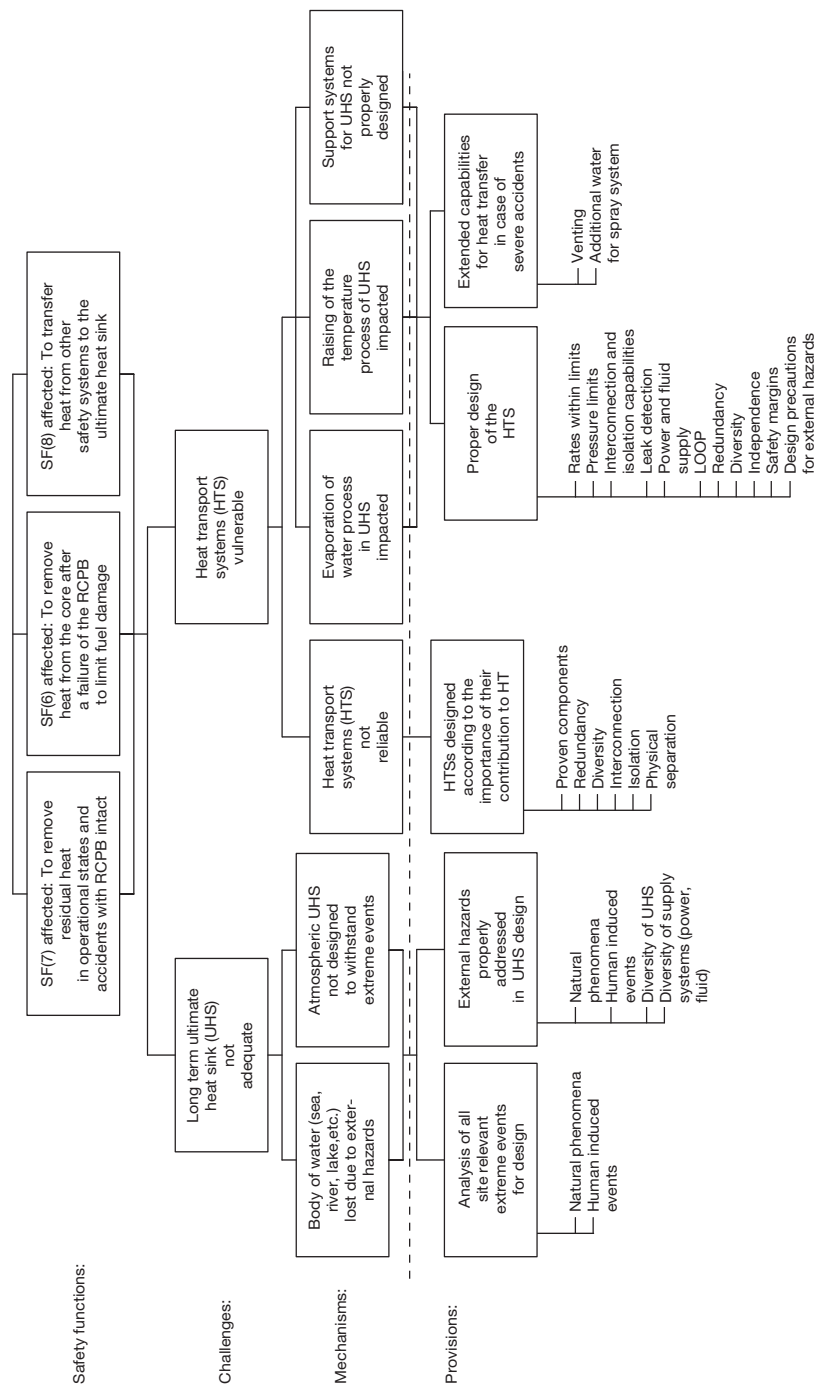 Safety functions:
SF(7) affected: To remove
residual heat
in operational states and
accidents with RCPB intact
SF(6) affected: To remove
heat from the core after
a failure of the RCPB
to limit fuel damage
SF(8) affected: To transfer
heat from other
safety systems to the
ultimate heat sink
Challenges:
Long term ultimate
heat sink (UHS)
not
adequate
Heat transport
systems (HTS)
vulnerable
Mechanisms:
Body of water (sea,
river, lake,etc.)
lost due to exter-
nal hazards
Atmospheric UHS
not designed
to withstand
extreme events
Heat transport
systems (HTS)
not
reliable
Evaporation of
water process
in UHS
impacted
Raising of the
temperature
process of UHS
impacted
Support systems
for UHS not
properly
designed
Provisions:
Analysis of all
site relevant
extreme events
for design
Natural phenomena
Human induced
events
External hazards
properly
addressed
in UHS design
Natural
phenomena
Human induced
events
Diversity of UHS
Diversity of supply
systems (power,
fluid)
HTSs designed
according to the
importance of their
contribution to HT
Proven components
Redundancy
Diversity
Interconnection
Isolation
Physical
separation
Proper design
of the
HTS
Rates within limits
Pressure limits
Interconnection and
isolation capabilities
Leak detection
Power and fluid
supply
LOOP
Redundancy
Diversity
Independence
Safety margins
Design precautions
for external hazards
Extended capabilities
for heat transfer
in case of
severe accidents
Venting
Additional water
for spray system